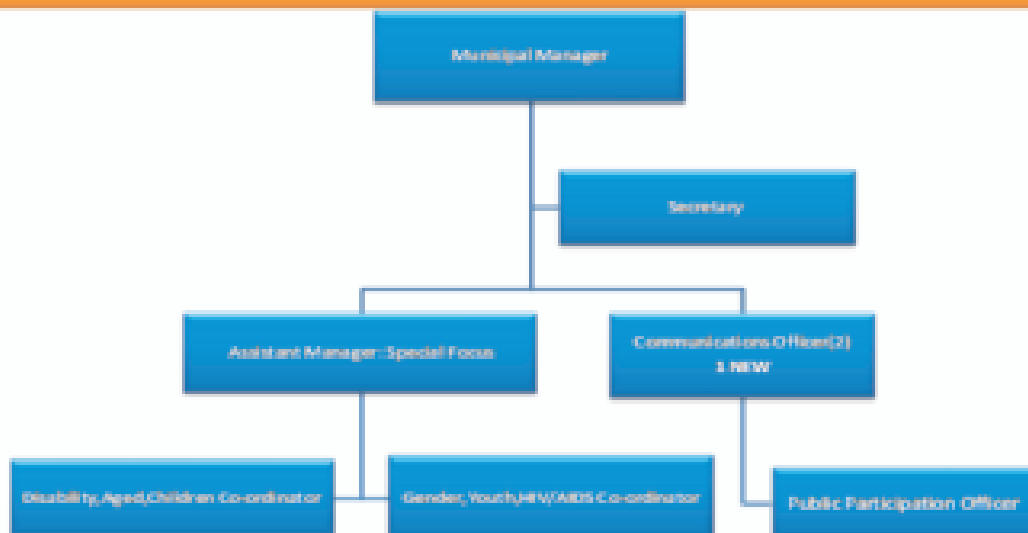 Municipal Manager
Secretary
Assistant Manager: Special Focus
Communications Officer(2)
1 NEW
Disability,Aged,Children Co-ordinator
Gender,Youth,HIV/AIDS Co-ordinator
Public Participation Officer